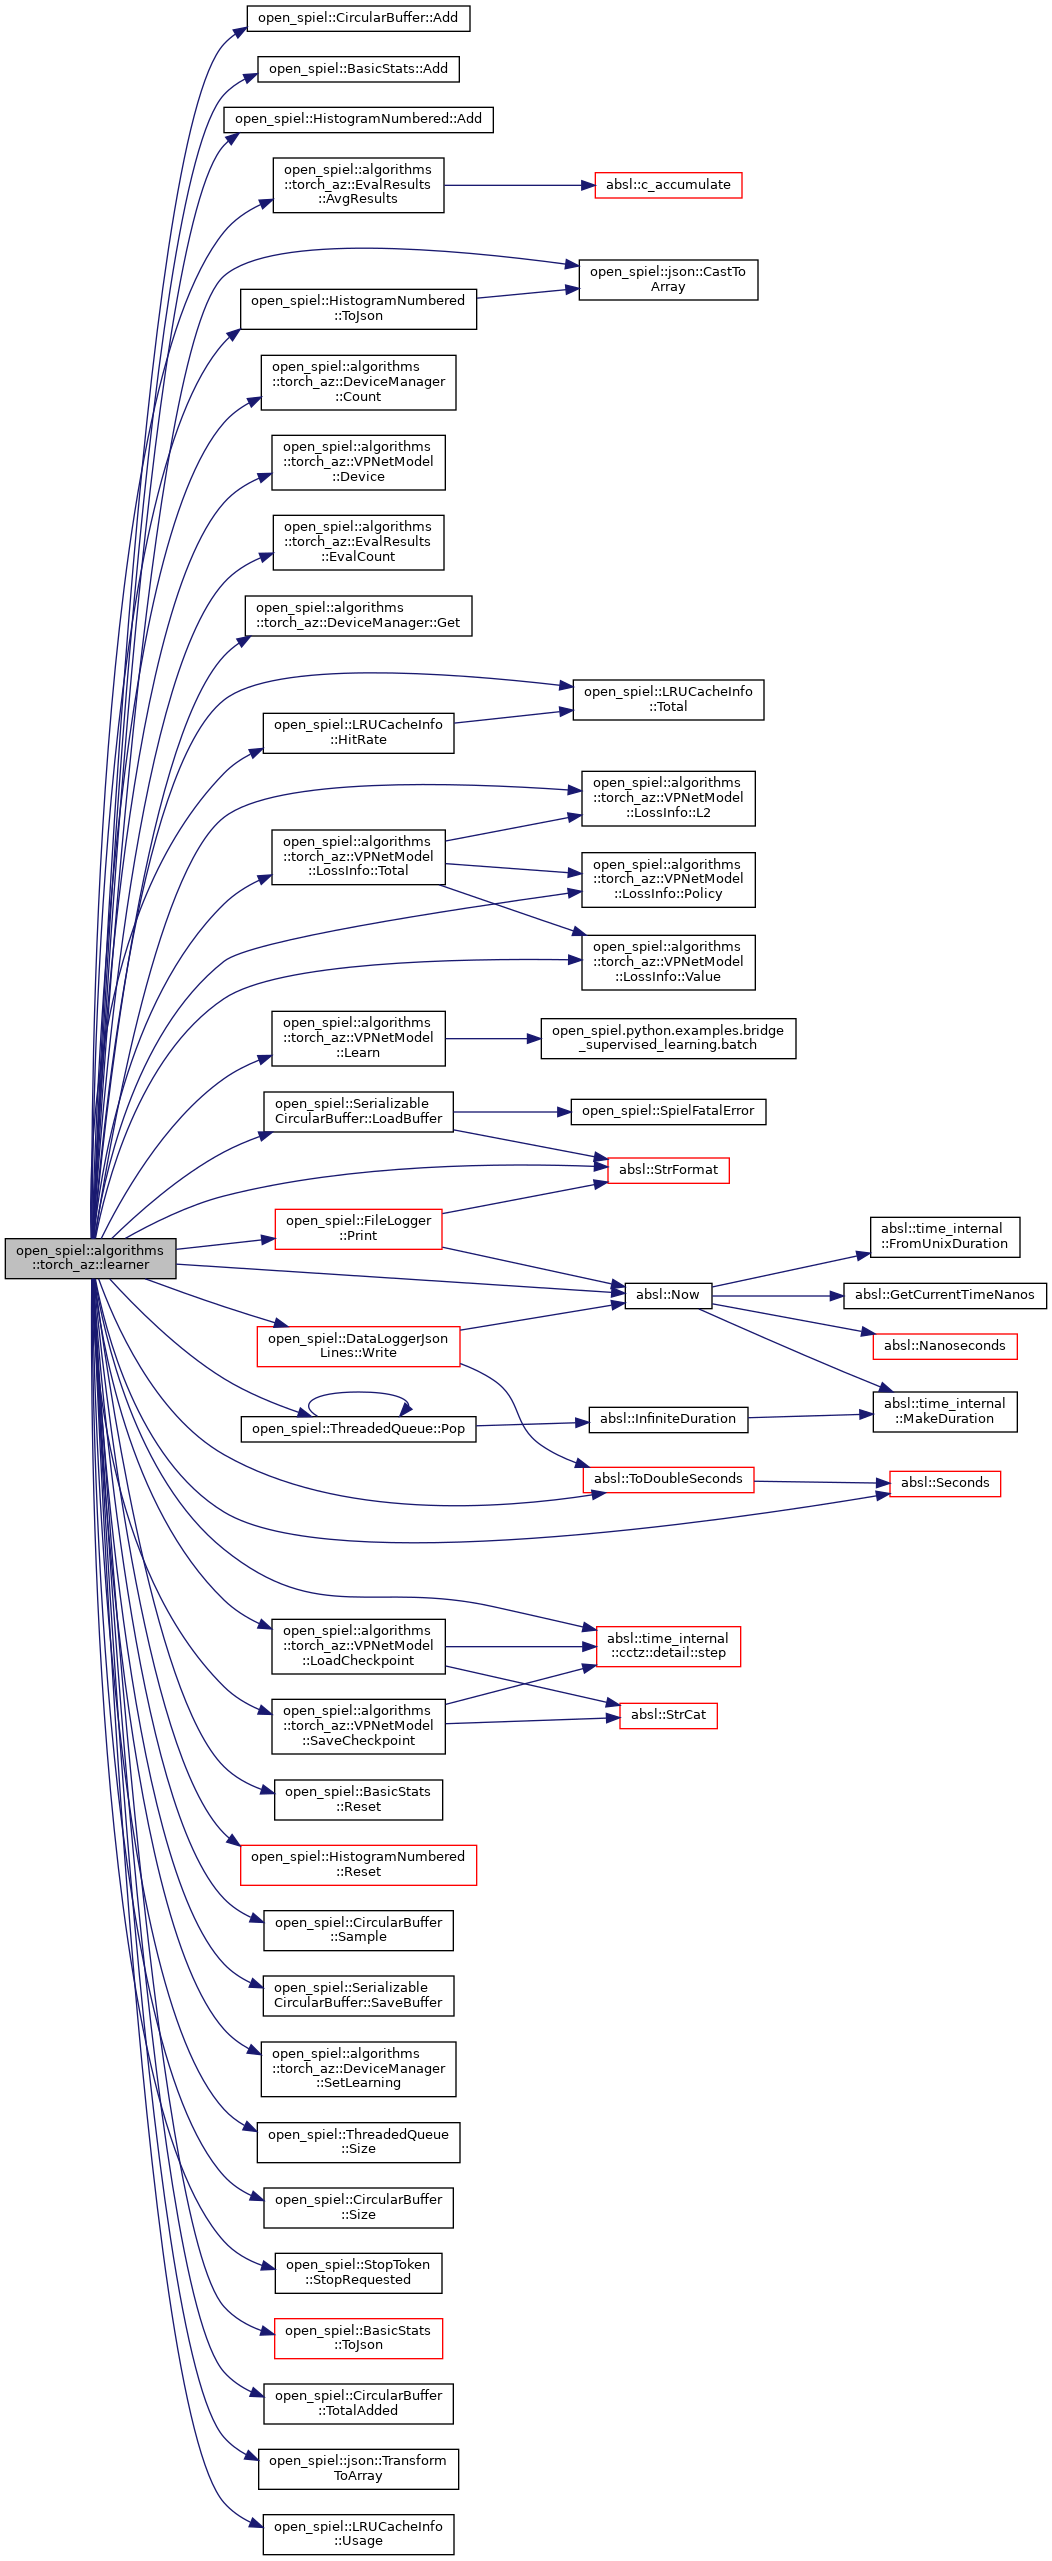 open_spiel::CircularBuffer::Add
open_spiel::BasicStats::Add
open_spiel::HistogramNumbered::Add
open_spiel::algorithms
::torch_az::EvalResults
::AvgResults
absl::c_accumulate
open_spiel::json::CastTo
Array
open_spiel::HistogramNumbered
::ToJson
open_spiel::algorithms
::torch_az::DeviceManager
::Count
open_spiel::algorithms
::torch_az::VPNetModel
::Device
open_spiel::algorithms
::torch_az::EvalResults
::EvalCount
open_spiel::algorithms
::torch_az::DeviceManager::Get
open_spiel::LRUCacheInfo
::Total
open_spiel::LRUCacheInfo
::HitRate
open_spiel::algorithms
::torch_az::VPNetModel
::LossInfo::L2
open_spiel::algorithms
::torch_az::VPNetModel
::LossInfo::Total
open_spiel::algorithms
::torch_az::VPNetModel
::LossInfo::Policy
open_spiel::algorithms
::torch_az::VPNetModel
::LossInfo::Value
open_spiel::algorithms
::torch_az::VPNetModel
::Learn
open_spiel.python.examples.bridge
_supervised_learning.batch
open_spiel::Serializable
CircularBuffer::LoadBuffer
open_spiel::SpielFatalError
absl::StrFormat
open_spiel::FileLogger
::Print
open_spiel::algorithms
::torch_az::learner
absl::time_internal
::FromUnixDuration
absl::Now
absl::GetCurrentTimeNanos
open_spiel::DataLoggerJson
Lines::Write
absl::Nanoseconds
absl::time_internal
::MakeDuration
open_spiel::ThreadedQueue::Pop
absl::InfiniteDuration
absl::ToDoubleSeconds
absl::Seconds
open_spiel::algorithms
::torch_az::VPNetModel
::LoadCheckpoint
absl::time_internal
::cctz::detail::step
open_spiel::algorithms
::torch_az::VPNetModel
::SaveCheckpoint
absl::StrCat
open_spiel::BasicStats
::Reset
open_spiel::HistogramNumbered
::Reset
open_spiel::CircularBuffer
::Sample
open_spiel::Serializable
CircularBuffer::SaveBuffer
open_spiel::algorithms
::torch_az::DeviceManager
::SetLearning
open_spiel::ThreadedQueue
::Size
open_spiel::CircularBuffer
::Size
open_spiel::StopToken
::StopRequested
open_spiel::BasicStats
::ToJson
open_spiel::CircularBuffer
::TotalAdded
open_spiel::json::Transform
ToArray
open_spiel::LRUCacheInfo
::Usage